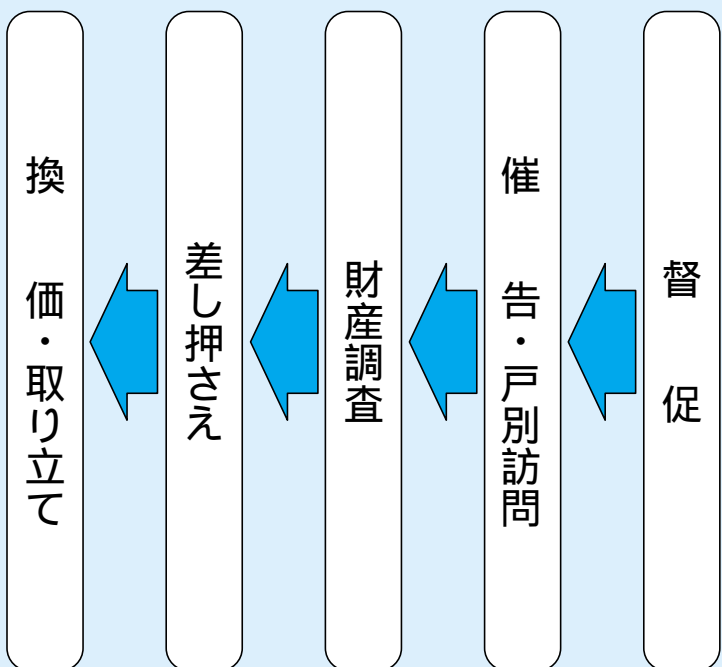 督促
催告・戸別訪問
財産調査
差し押さえ
換価・取り立て